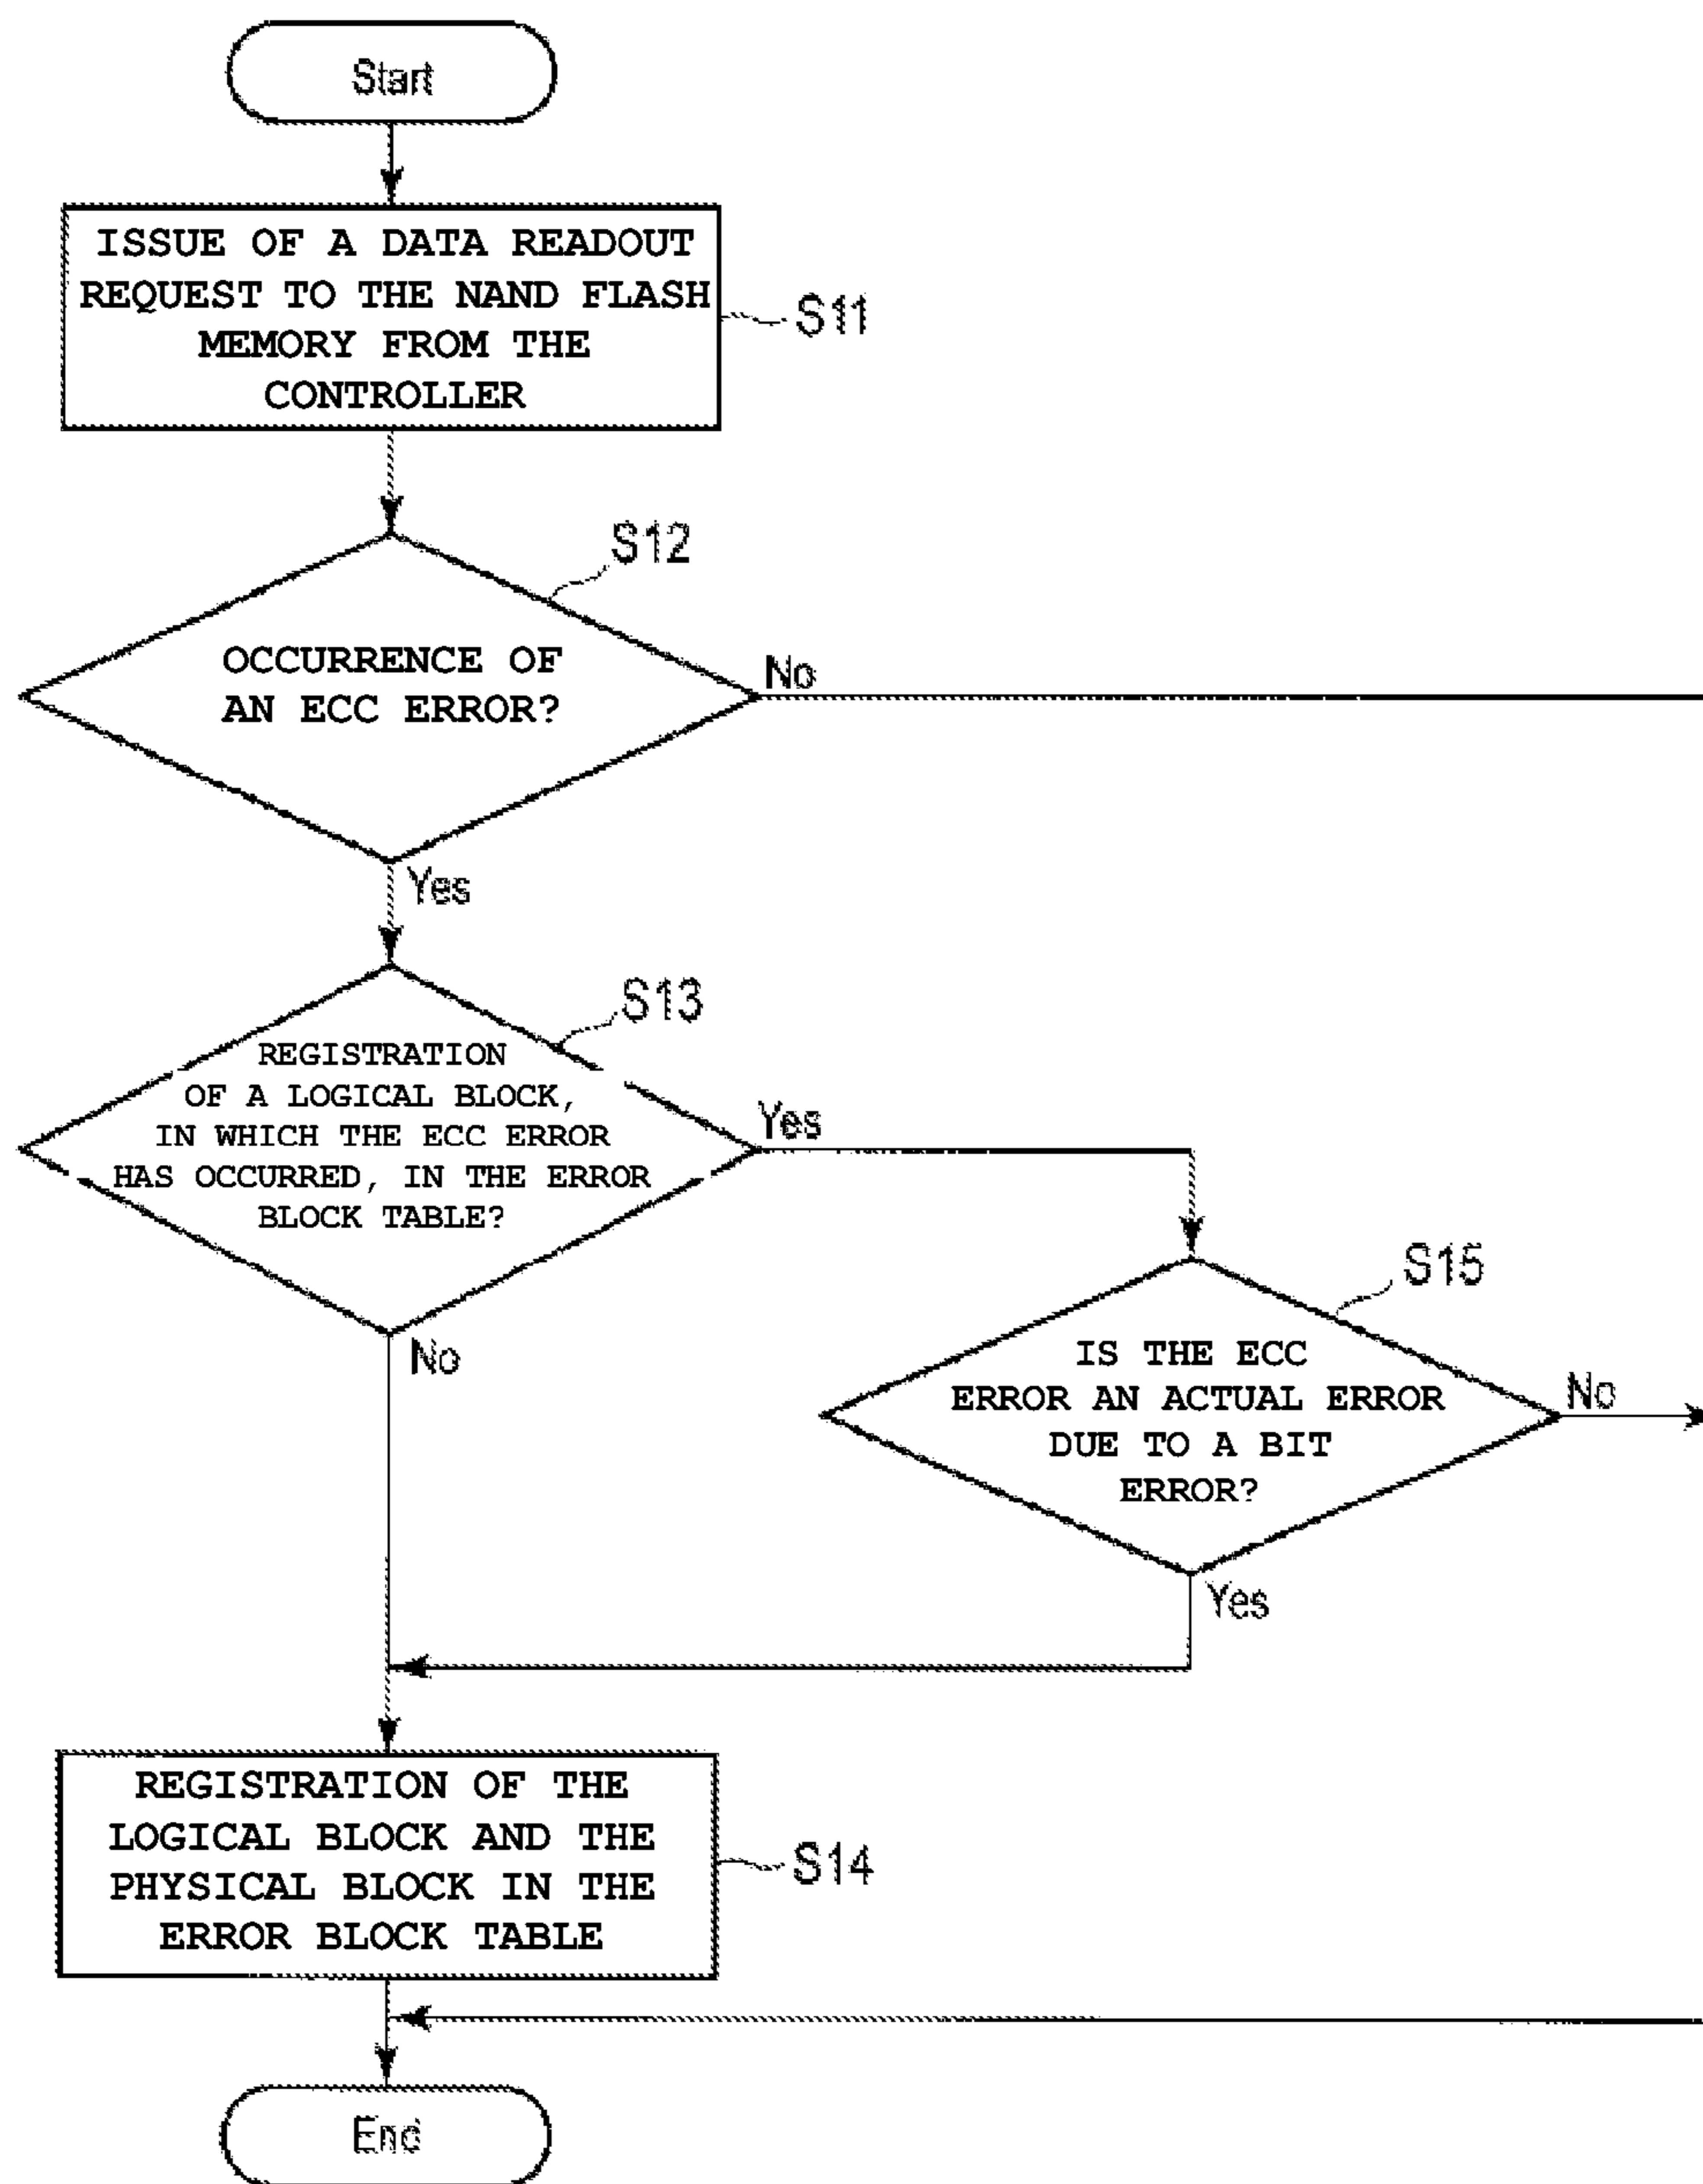 Start
ISSUE OF A DATA READOUT
REQUEST TO THE NAND FLASH
MEMORY FROM THE
CONTROLLER
S11
S12
OCCURRENCE OF
AN ECC ERROR?
No
Yes
S13
REGISTRATION
OF A LOGICAL BLOCK,
IN WHICH THE ECC ERROR
HAS OCCURRED, IN THE ERROR
BLOCK TABLE?
Yes
No
S15
IS THE ECC
ERROR AN ACTUAL ERROR
DUE TO A BIT
ERROR?
No
Yes
REGISTRATION OF THE
LOGICAL BLOCK AND THE
PHYSICAL BLOCK IN THE
ERROR BLOCK TABLE
S14
End